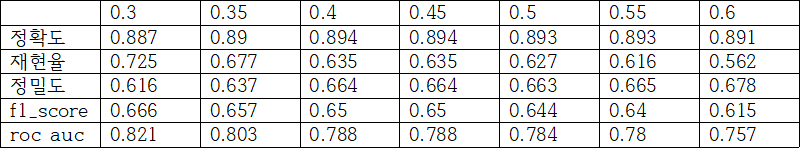 0.3 0.35 0.4 0.45 0.5 0.55 0.6
정확도 0.887 0.89 0.894 0.894 0.893 0.893 0.891
재현율 0.725 0.677 0.635 0.635 0.627 0.616 0.562
정밀도 0.616 0.637 0.664 0.664 0.663 0.665 0.678
f1_score 0.666 0.657 0.65 0.65 0.644 0.64 0.615
roc auc 0.821 0.803 0.788 0.788 0.784 0.78 0.757